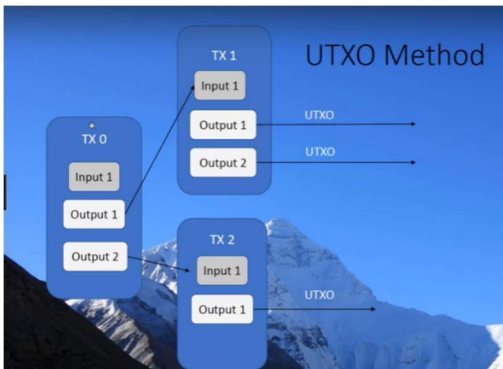 UTXO Method
TX 0
Input 1
Output 1
Output 2
TX 1
Input 1
Output 1
UTXO
Output 2
UTXO
TX 2
Input 1
Output 1
UTXO